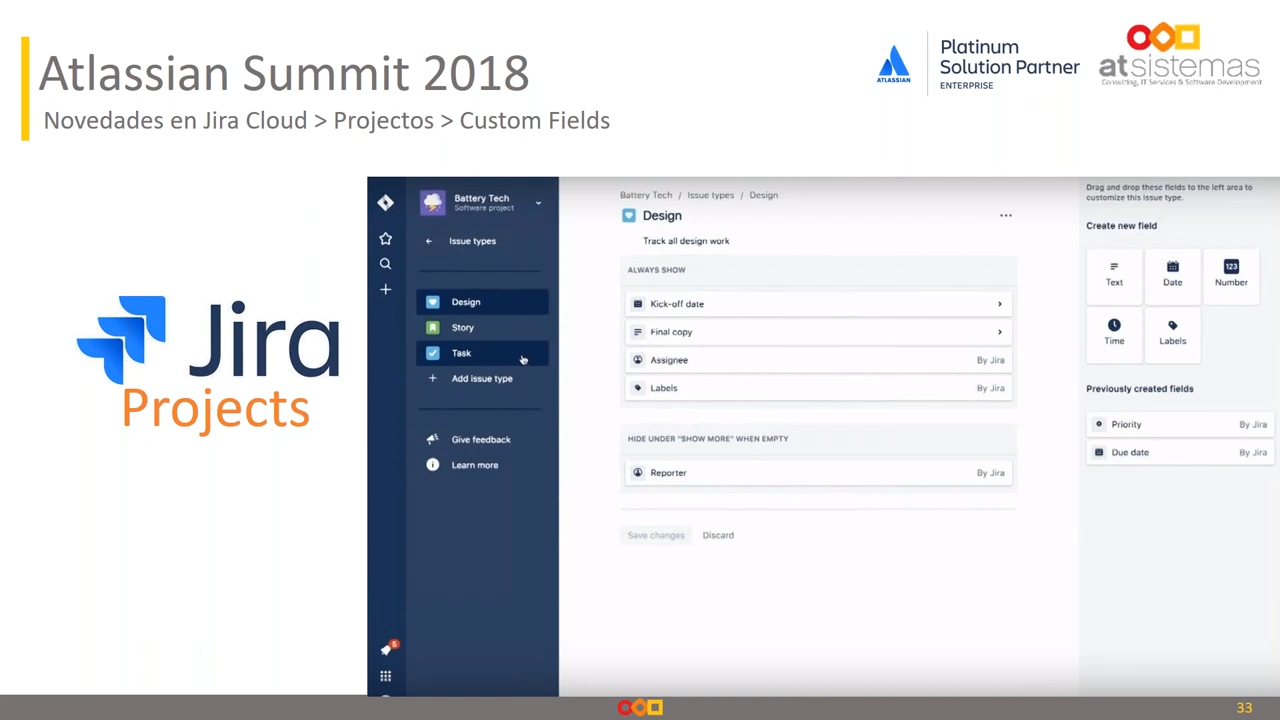 Atlassian Summit 2018
Novedades en Jira Cloud > Projectos > Custom Fields
ATLASSIAN
Platinum
Solution Partner
ENTERPRISE
atsistemas
Consulting, IT Services & Software Development
Jira
Projects
Battery Tech
Software project
Issue types
Design
Story
Task
Add issue type
Give feedback
Learn more
6
Battery Tech / Issue types / Design
Design
Track all design work
ALWAYS SHOW
Kick-off date
Final copy
Assignee By Jira
Labels By Jira
HIDE UNDER "SHOW MORE" WHEN EMPTY
Reporter By Jira
Save changes Discard
Drag and drop these fields to the left area to
customize this issue type.
Create new field
Text
Date
123
Number
Time
Labels
Previously created fields
Priority By Jira
Due date By Jira
33